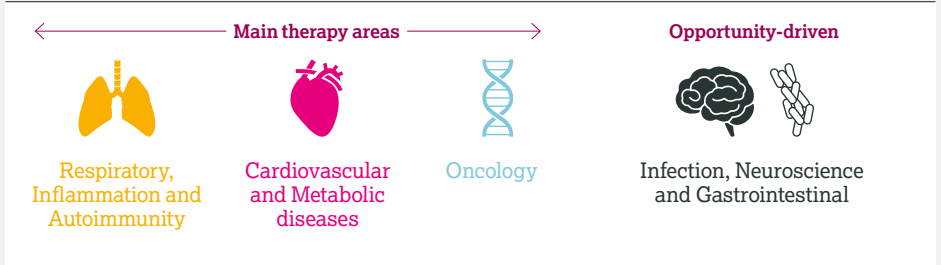 Main therapy areas
Opportunity-driven
Respiratory,
Inflammation and
Autoimmunity
Cardiovascular
and Metabolic
diseases
Oncology
Infection, Neuroscience
and Gastrointestinal